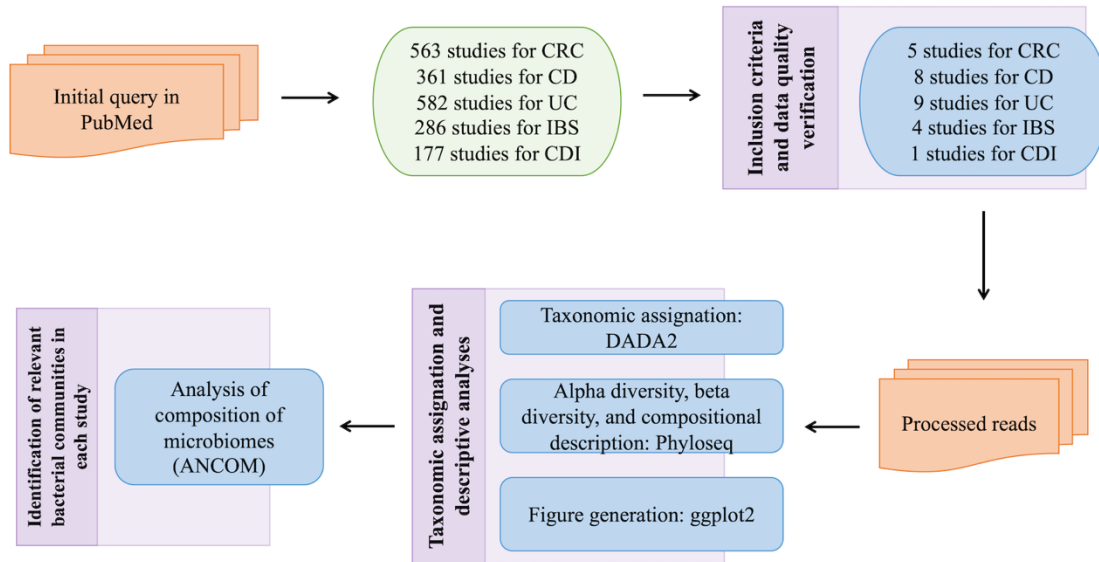 Initial query in
PubMed
563 studies for CRC
361 studies for CD
582 studies for UC
286 studies for IBS
177 studies for CDI
Inclusion criteria
and data quality
verification
5 studies for CRC
8 studies for CD
9 studies for UC
4 studies for IBS
1 studies for CDI
Processed reads
Taxonomic assignation and
descriptive analyses
Taxonomic assignation:
DADA2
Alpha diversity, beta
diversity, and compositional
description: Phyloseq
Figure generation: ggplot2
Identification of relevant
bacterial communities in
each study
Analysis of
composition of
microbiomes
(ANCOM)